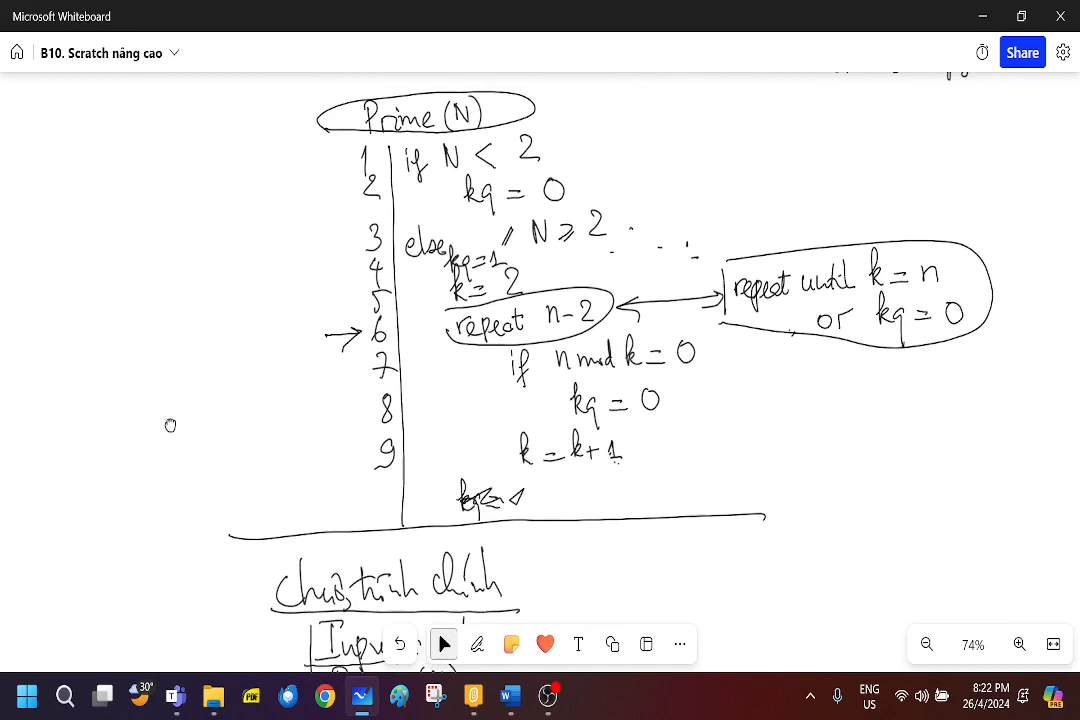 Microsoft Whiteboard
B10. Scratch nâng cao
Share
Prime (N)
1 if N < 2
2 kq = 0
3 else // N ≥ 2
4 kq = 1
5 k = 2
6 repeat n-2
repeat until k = n
or kq = 0
7 if n mod k = 0
8 kq = 0
9 k = k + 1
chương trình chính
74%
30°
ENG
US
8:22 PM
26/4/2024